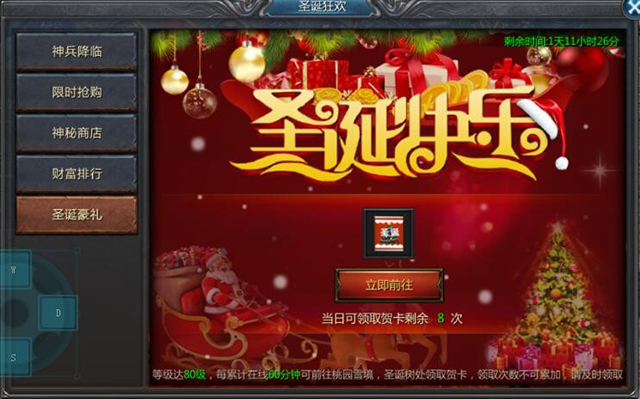 圣诞狂欢
剩余时间:1天11小时26分
神兵降临
限时抢购
神秘商店
财富排行
圣诞豪礼
圣诞快乐
圣诞
立即前往
当日可领取贺卡剩余 8 次
等级达80级，每累计在线60分钟可前往桃园雪境，圣诞树处领取贺卡，领取次数不可累加，请及时领取
W
D
S